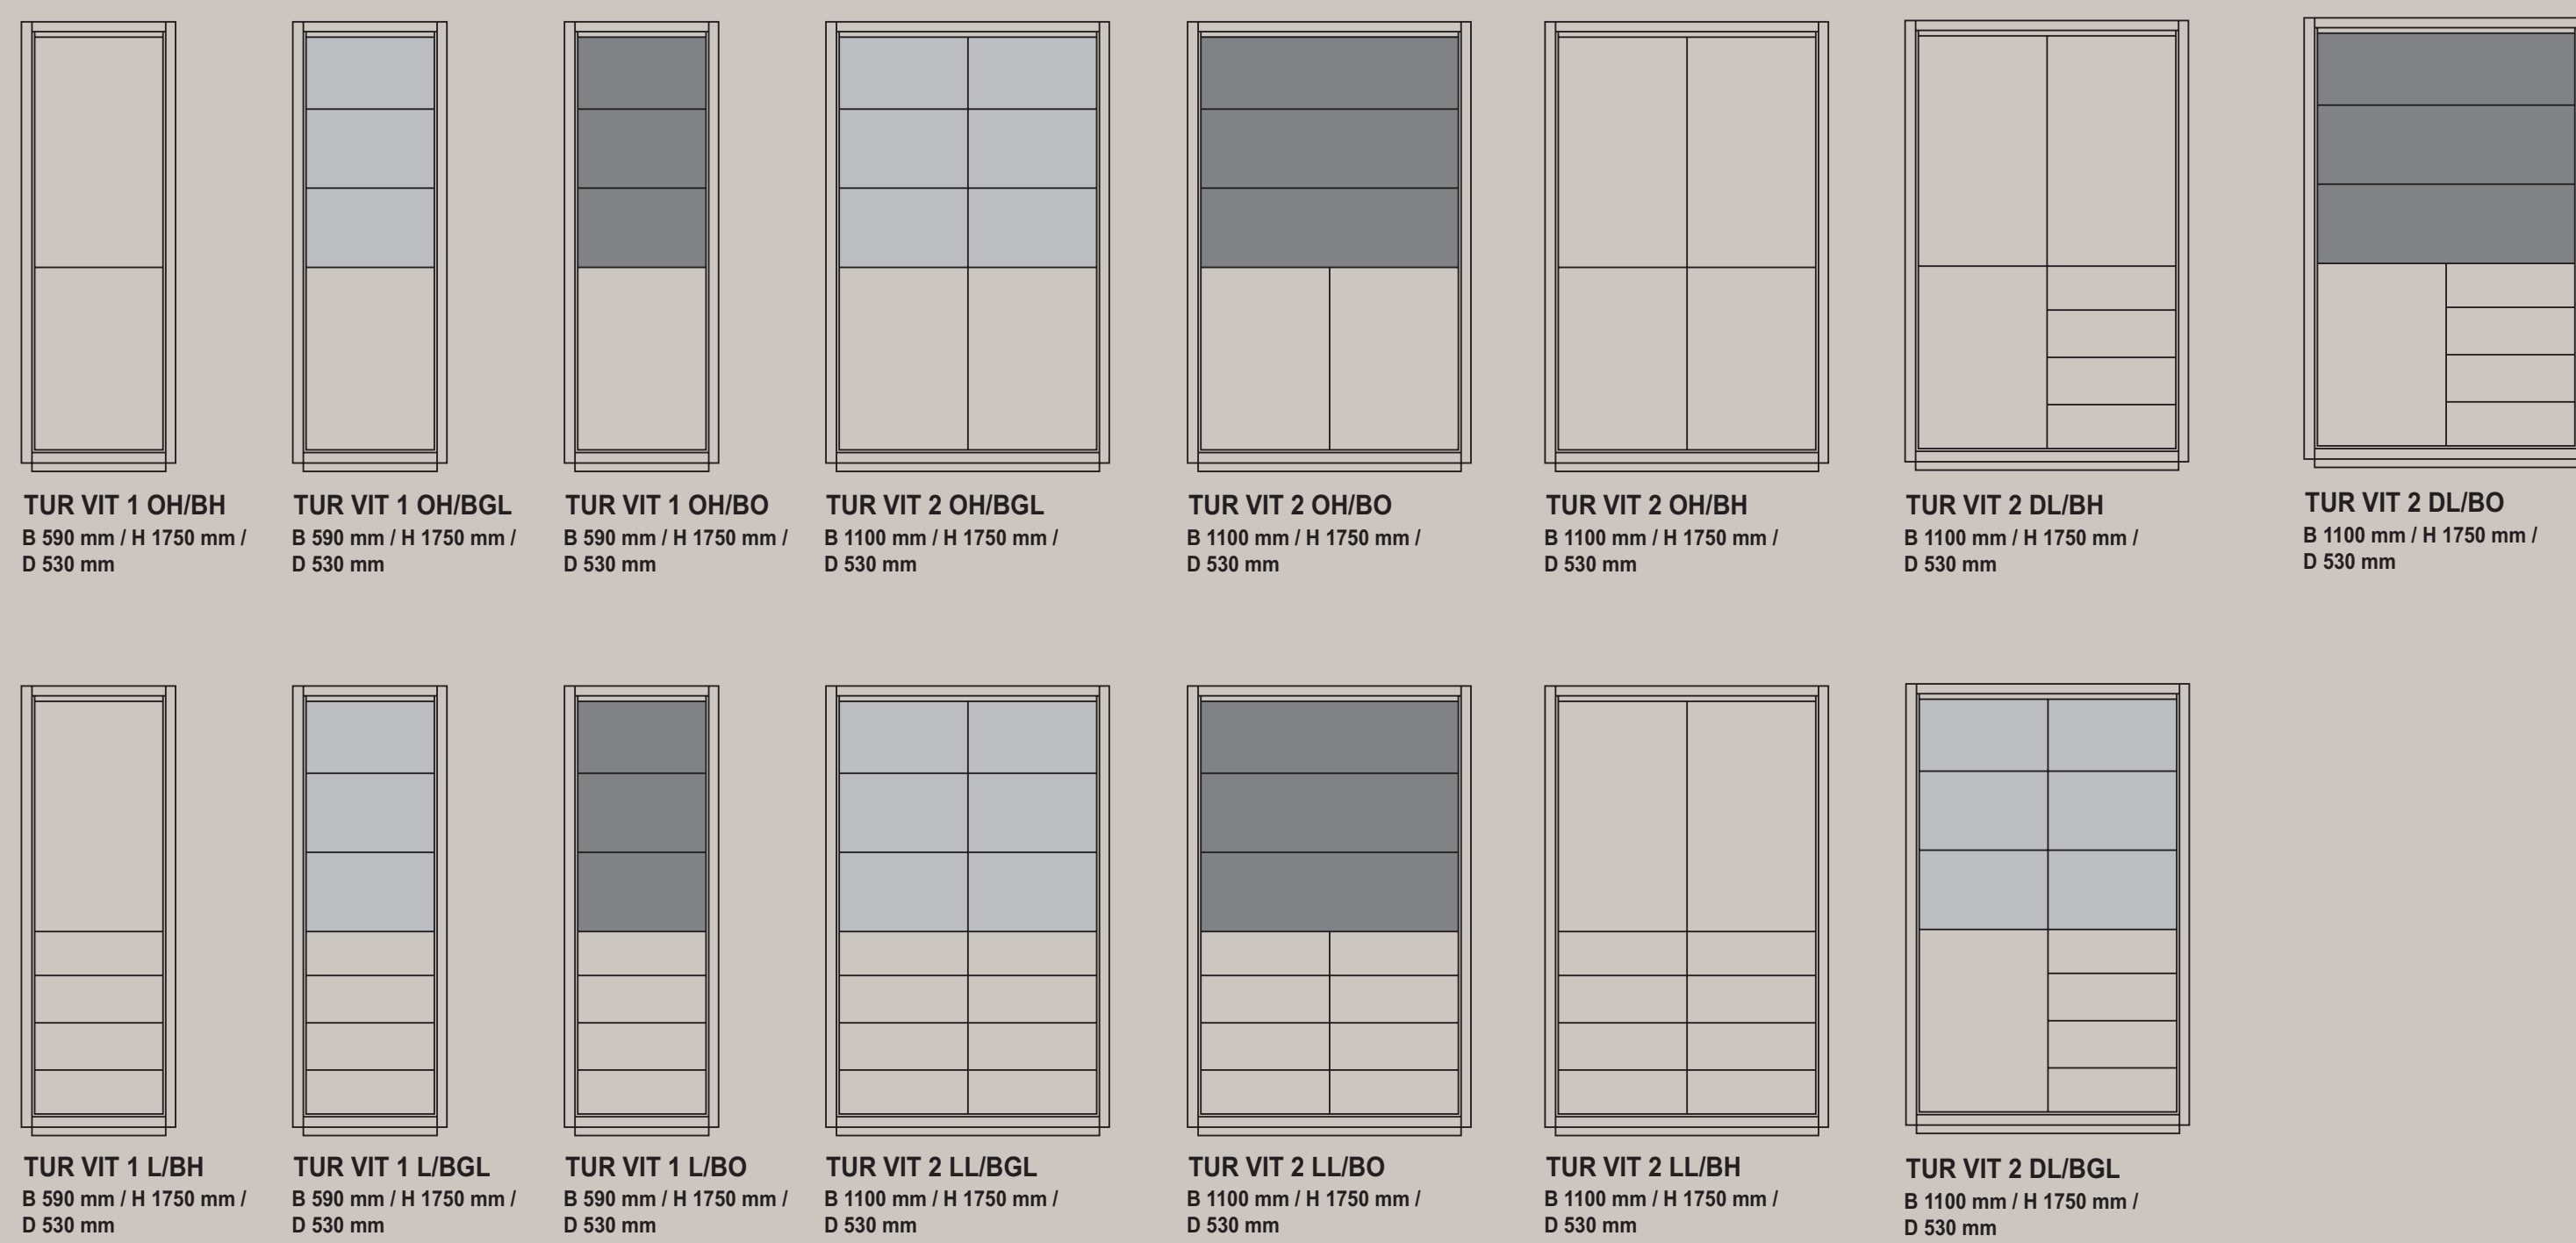 TUR VIT 1 OH/BH
B 590 mm / H 1750 mm /
D 530 mm
TUR VIT 1 OH/BGL
B 590 mm / H 1750 mm /
D 530 mm
TUR VIT 1 OH/BO
B 590 mm / H 1750 mm /
D 530 mm
TUR VIT 2 OH/BGL
B 1100 mm / H 1750 mm /
D 530 mm
TUR VIT 2 OH/BO
B 1100 mm / H 1750 mm /
D 530 mm
TUR VIT 2 OH/BH
B 1100 mm / H 1750 mm /
D 530 mm
TUR VIT 2 DL/BH
B 1100 mm / H 1750 mm /
D 530 mm
TUR VIT 2 DL/BO
B 1100 mm / H 1750 mm /
D 530 mm
TUR VIT 1 L/BH
B 590 mm / H 1750 mm /
D 530 mm
TUR VIT 1 L/BGL
B 590 mm / H 1750 mm /
D 530 mm
TUR VIT 1 L/BO
B 590 mm / H 1750 mm /
D 530 mm
TUR VIT 2 LL/BGL
B 1100 mm / H 1750 mm /
D 530 mm
TUR VIT 2 LL/BO
B 1100 mm / H 1750 mm /
D 530 mm
TUR VIT 2 LL/BH
B 1100 mm / H 1750 mm /
D 530 mm
TUR VIT 2 DL/BGL
B 1100 mm / H 1750 mm /
D 530 mm